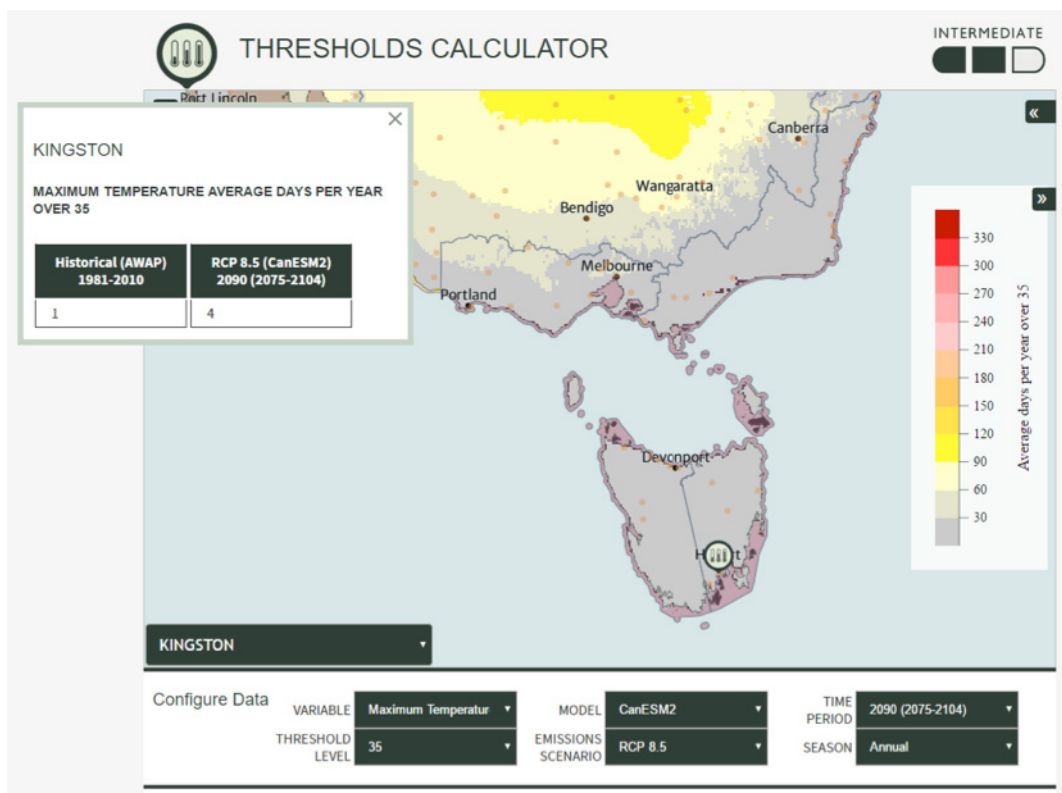 THRESHOLDS CALCULATOR
INTERMEDIATE
Port Lincoln
KINGSTON
MAXIMUM TEMPERATURE AVERAGE DAYS PER YEAR
OVER 35
Historical (AWAP)
1981-2010
RCP 8.5 (CanESM2)
2090 (2075-2104)
1
4
Canberra
Wangaratta
Bendigo
Melbourne
Portland
Devonport
«
»
330
300
270
240
210
180
150
120
90
60
30
Average days per year over 35
KINGSTON
Configure Data
VARIABLE
Maximum Temperatur
MODEL
CanESM2
TIME
PERIOD
2090 (2075-2104)
THRESHOLD
LEVEL
35
EMISSIONS
SCENARIO
RCP 8.5
SEASON
Annual